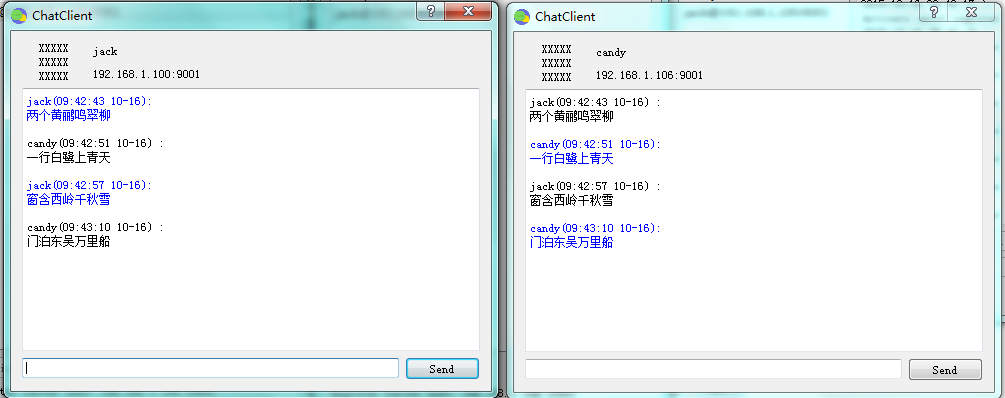 ChatClient
XXXXX
XXXXX
XXXXX
jack
192.168.1.100:9001
jack(09:42:43 10-16):
两个黄鹂鸣翠柳
candy(09:42:51 10-16) :
一行白鹭上青天
jack(09:42:57 10-16):
窗含西岭千秋雪
candy(09:43:10 10-16) :
门泊东吴万里船
Send
ChatClient
XXXXX
XXXXX
XXXXX
candy
192.168.1.106:9001
jack(09:42:43 10-16) :
两个黄鹂鸣翠柳
candy(09:42:51 10-16):
一行白鹭上青天
jack(09:42:57 10-16) :
窗含西岭千秋雪
candy(09:43:10 10-16):
门泊东吴万里船
Send